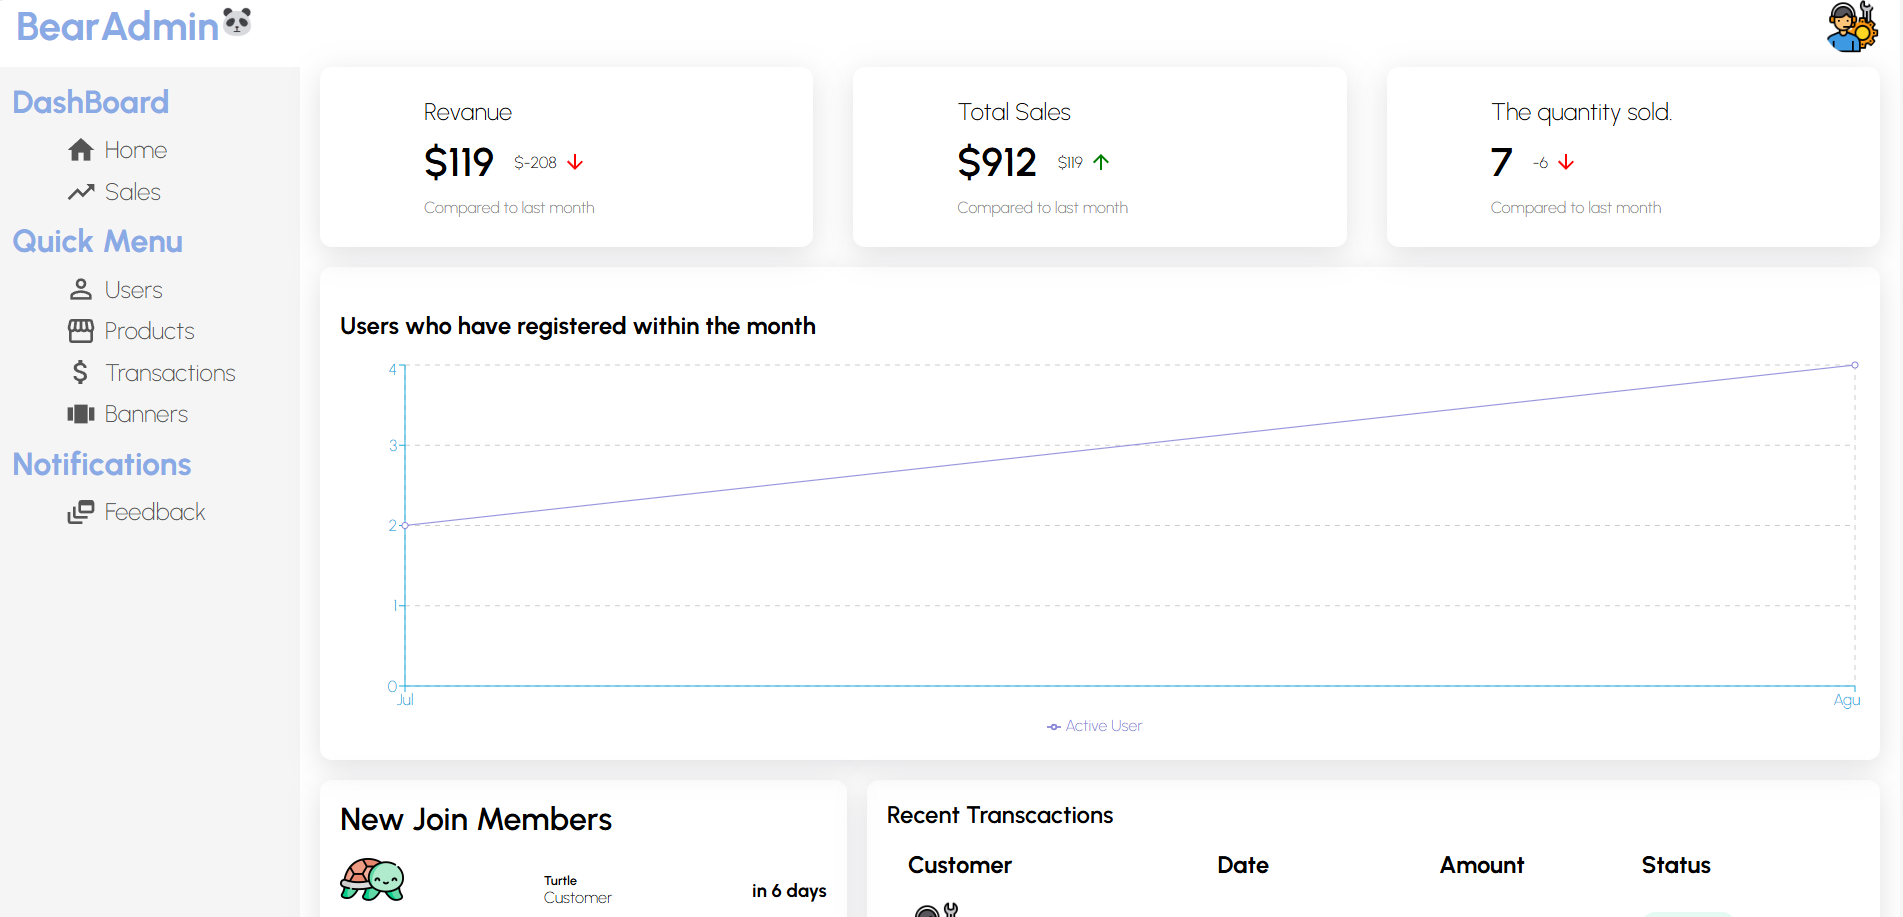 BearAdmin
DashBoard
Home
Sales
Quick Menu
Users
Products
Transactions
Banners
Notifications
Feedback
Revanue
$119 $-208
Compared to last month
Total Sales
$912 $119
Compared to last month
The quantity sold.
7 -6
Compared to last month
Users who have registered within the month
4
3
2
1
0
Jul Agu
Active User
New Join Members
Turtle
Customer
in 6 days
Recent Transcactions
Customer Date Amount Status